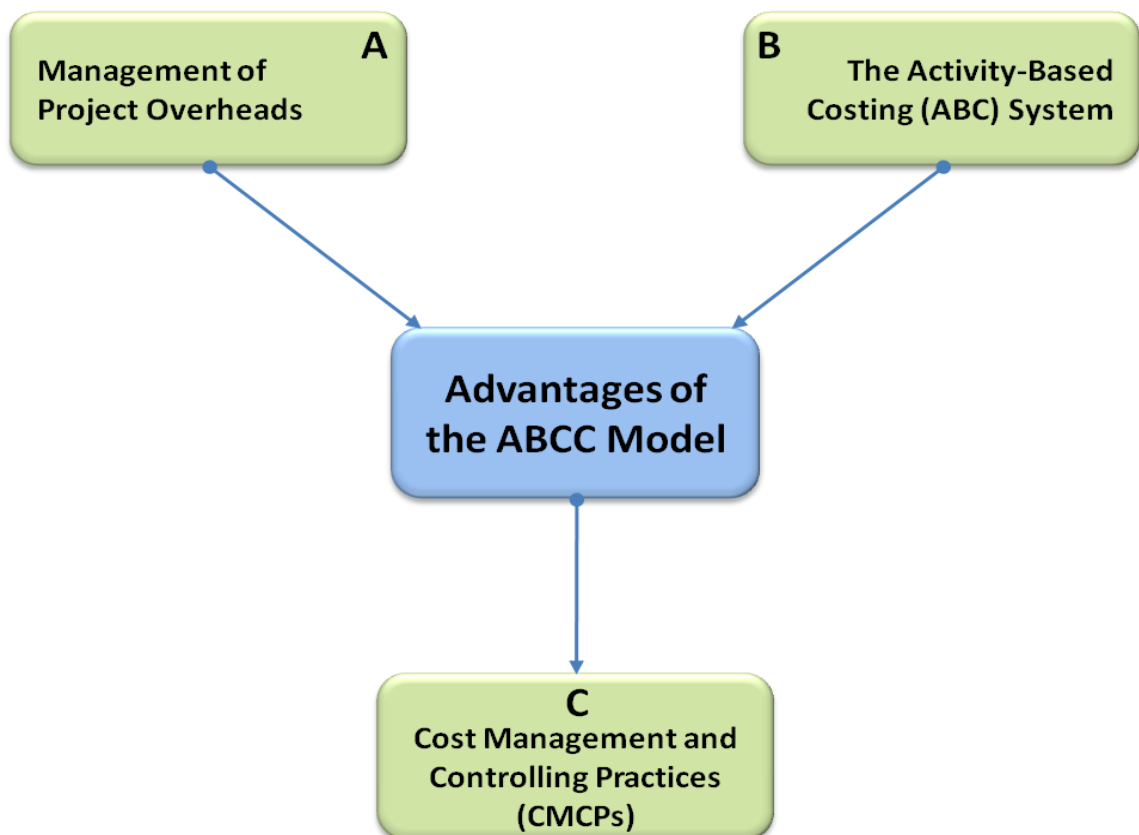 A
Management of
Project Overheads
B
The Activity-Based
Costing (ABC) System
Advantages of
the ABCC Model
C
Cost Management and
Controlling Practices
(CMCPs)